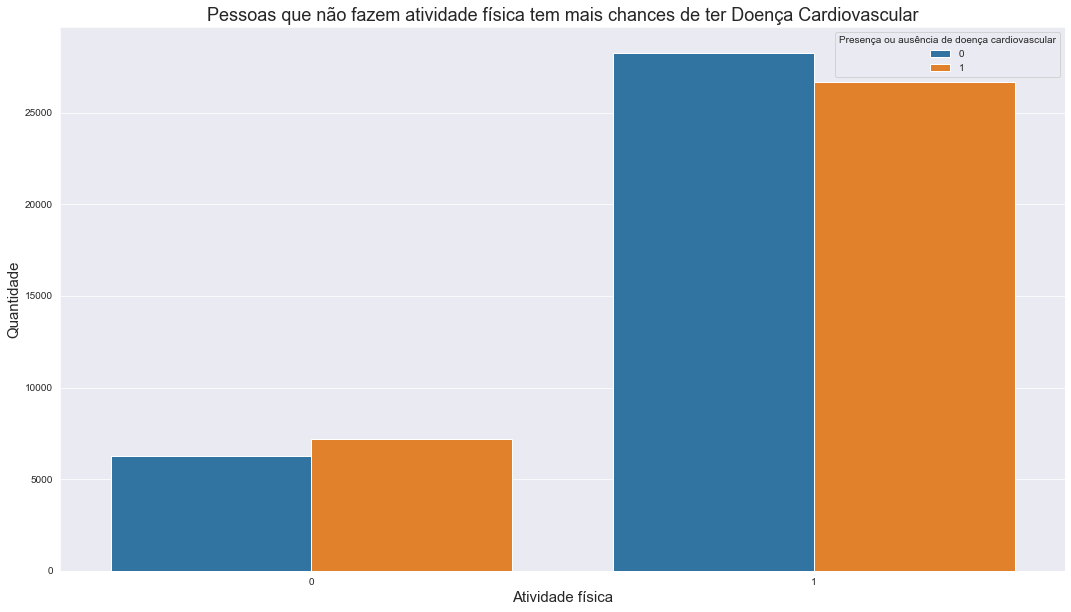 Pessoas que não fazem atividade física tem mais chances de ter Doença Cardiovascular
Presença ou ausência de doença cardiovascular
0
1
25000
20000
15000
10000
5000
0
Quantidade
0
1
Atividade física